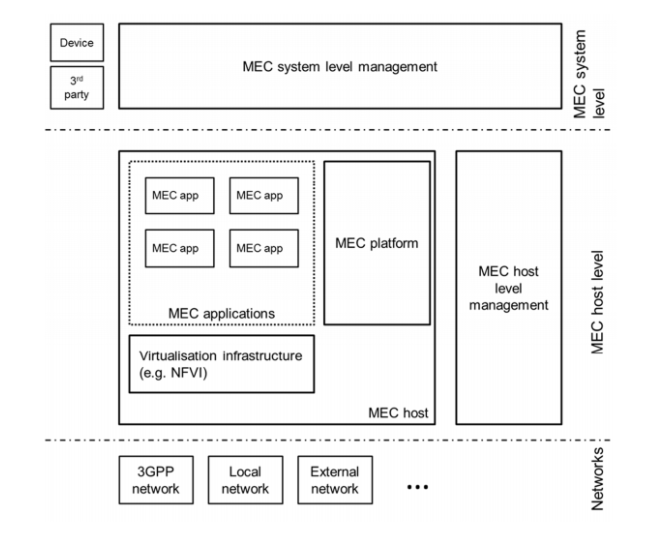 Device
3rd
party
MEC system level management
MEC system
level
MEC app
MEC app
MEC app
MEC app
MEC applications
MEC platform
Virtualisation infrastructure
(e.g. NFVI)
MEC host
MEC host
level
management
MEC host level
3GPP
network
Local
network
External
network
...
Networks